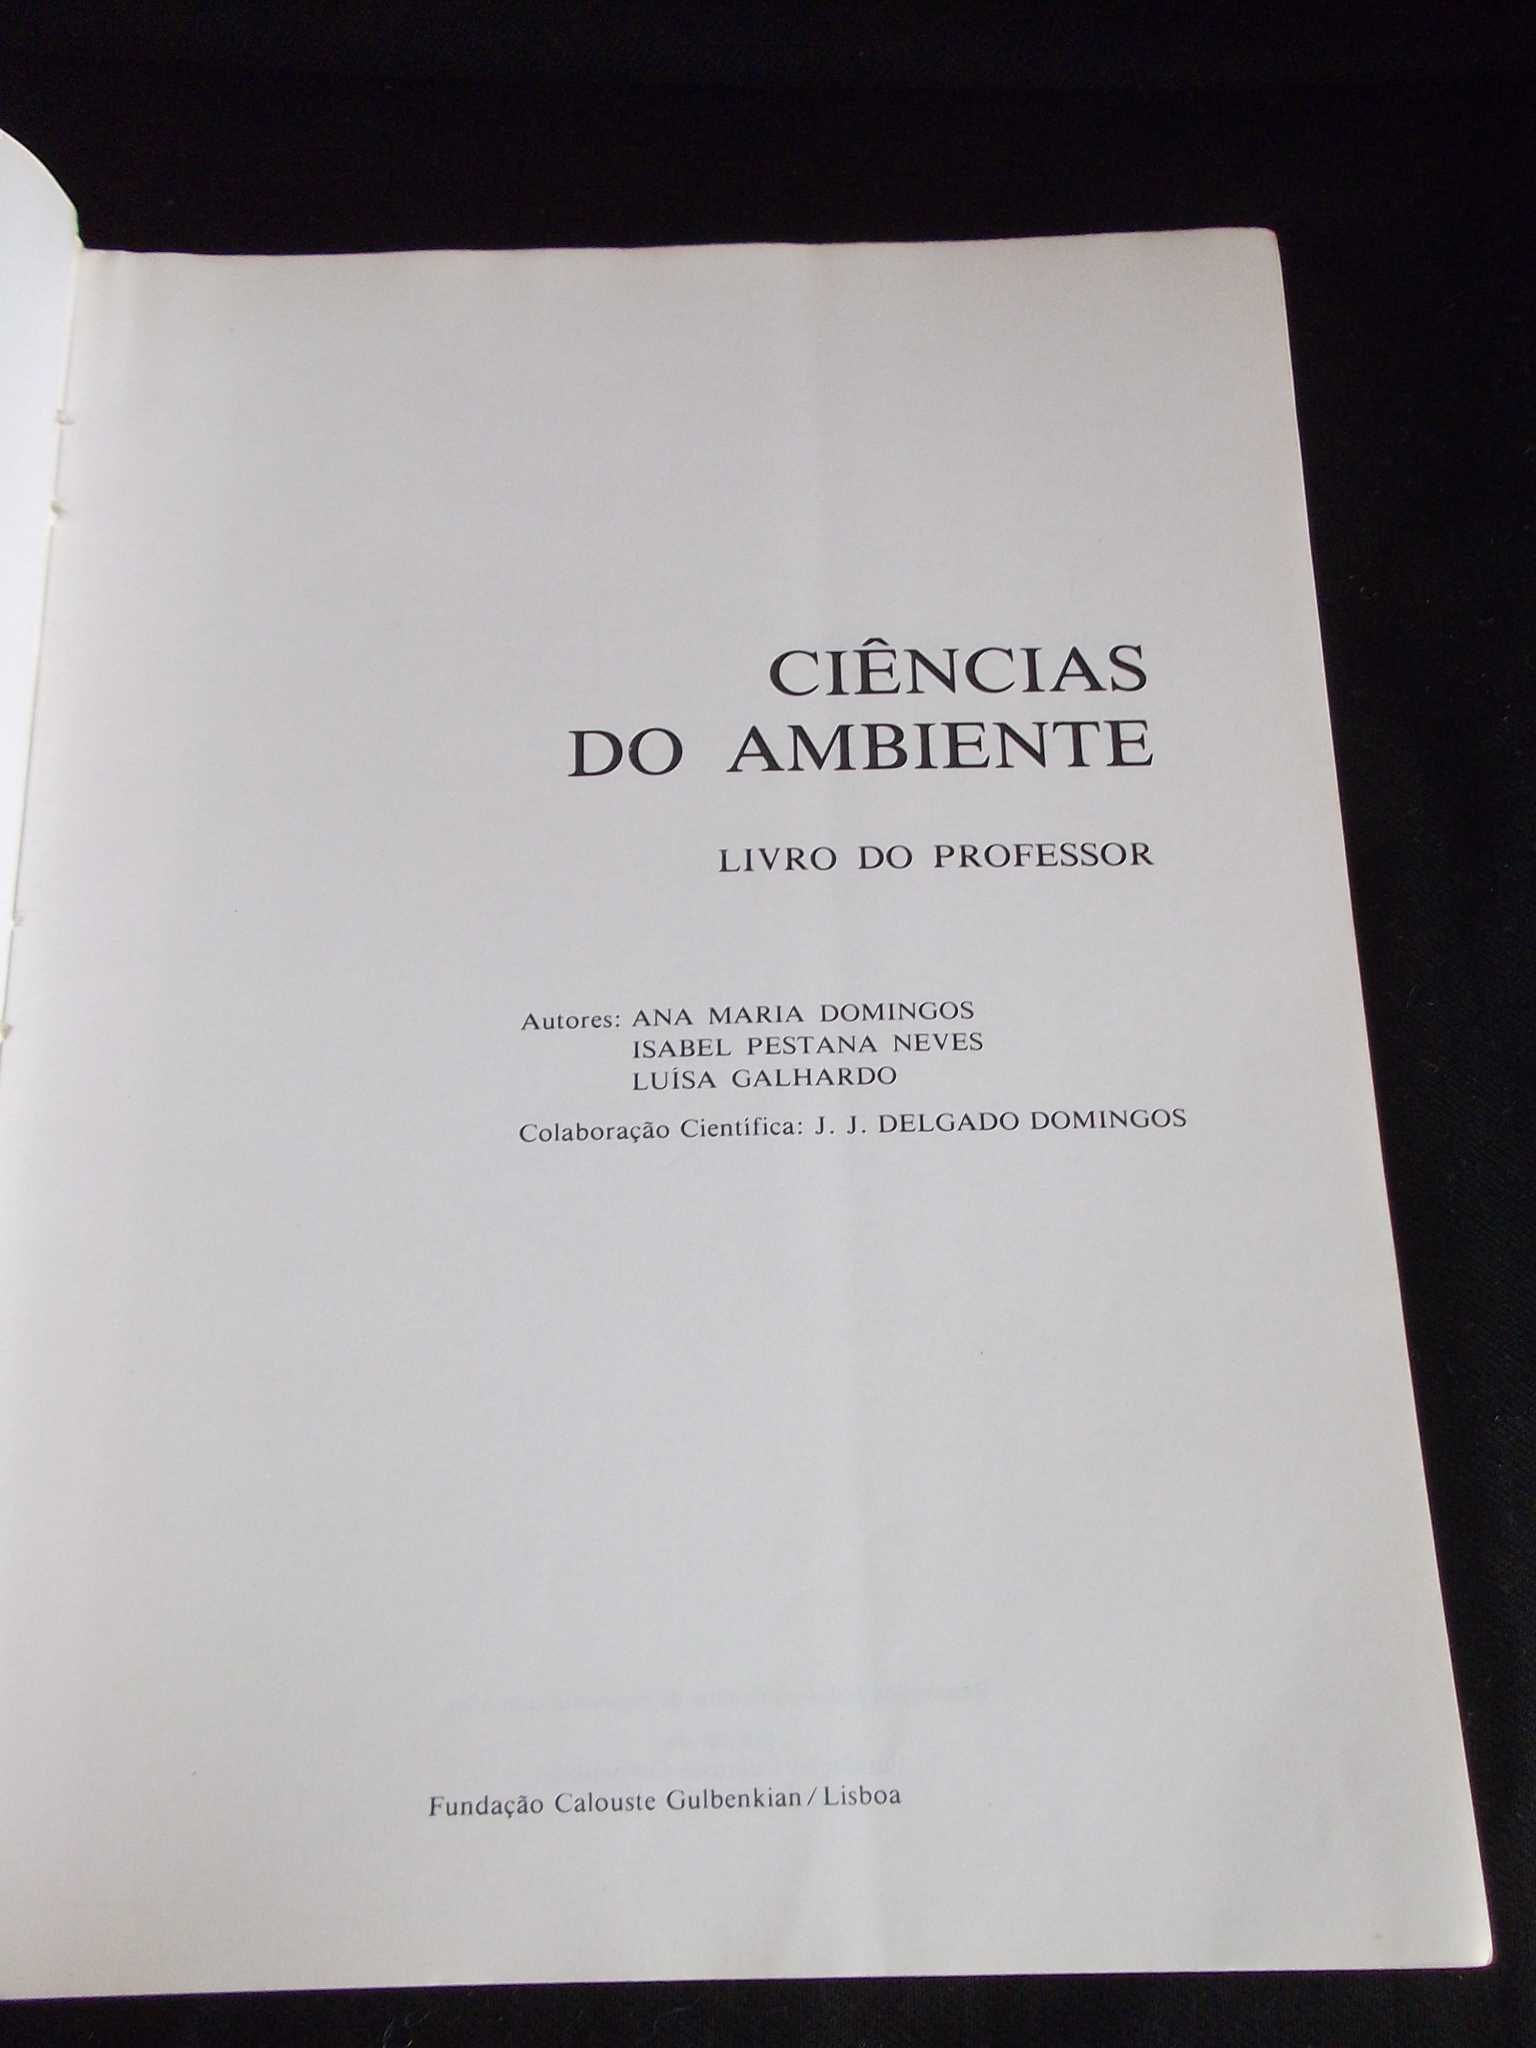 CIÊNCIAS
DO AMBIENTE
LIVRO DO PROFESSOR
Autores: ANA MARIA DOMINGOS
ISABEL PESTANA NEVES
LUÍSA GALHARDO
Colaboração Científica: J. J. DELGADO DOMINGOS
Fundação Calouste Gulbenkian/Lisboa